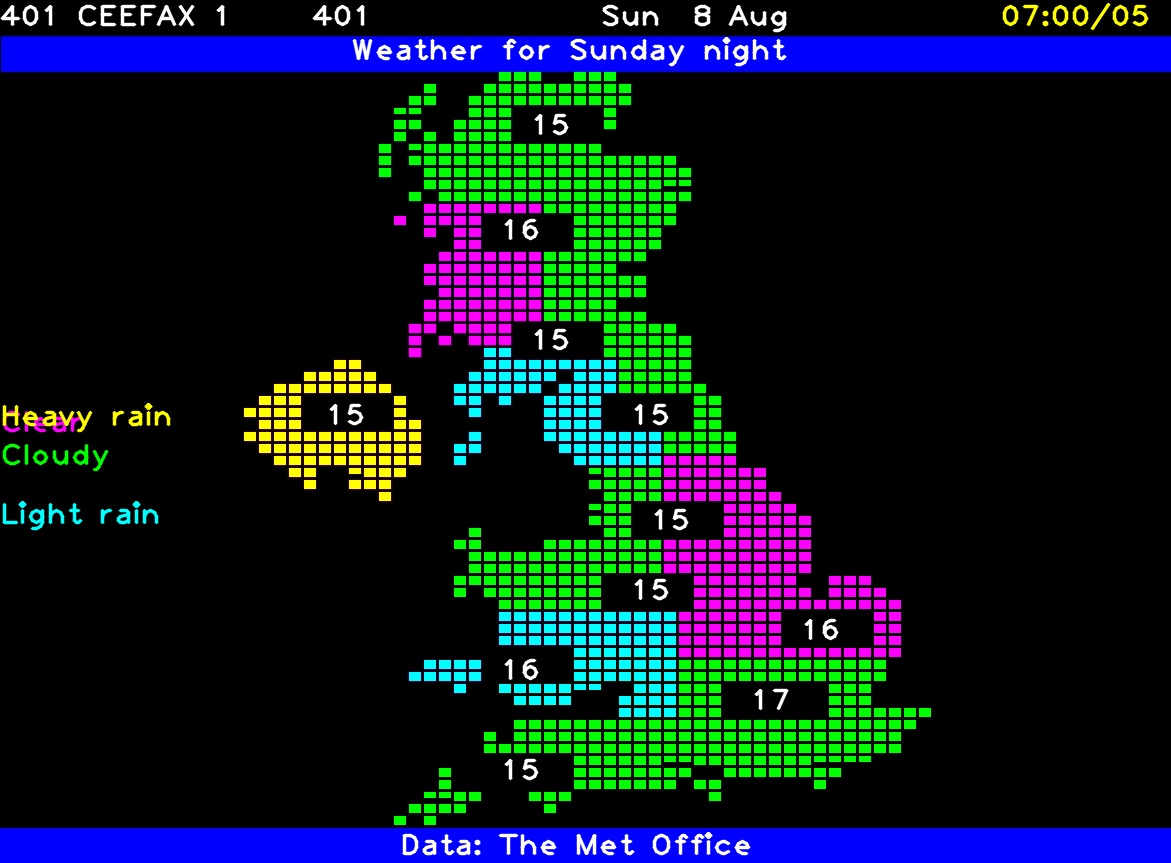 401 CEEFAX 1 401 Sun 8 Aug 07:00/05
Weather for Sunday night
15
16
15
15 15
Heavy rain
Clear
Cloudy
Light rain
15
15
16
16
17
15
Data: The Met Office